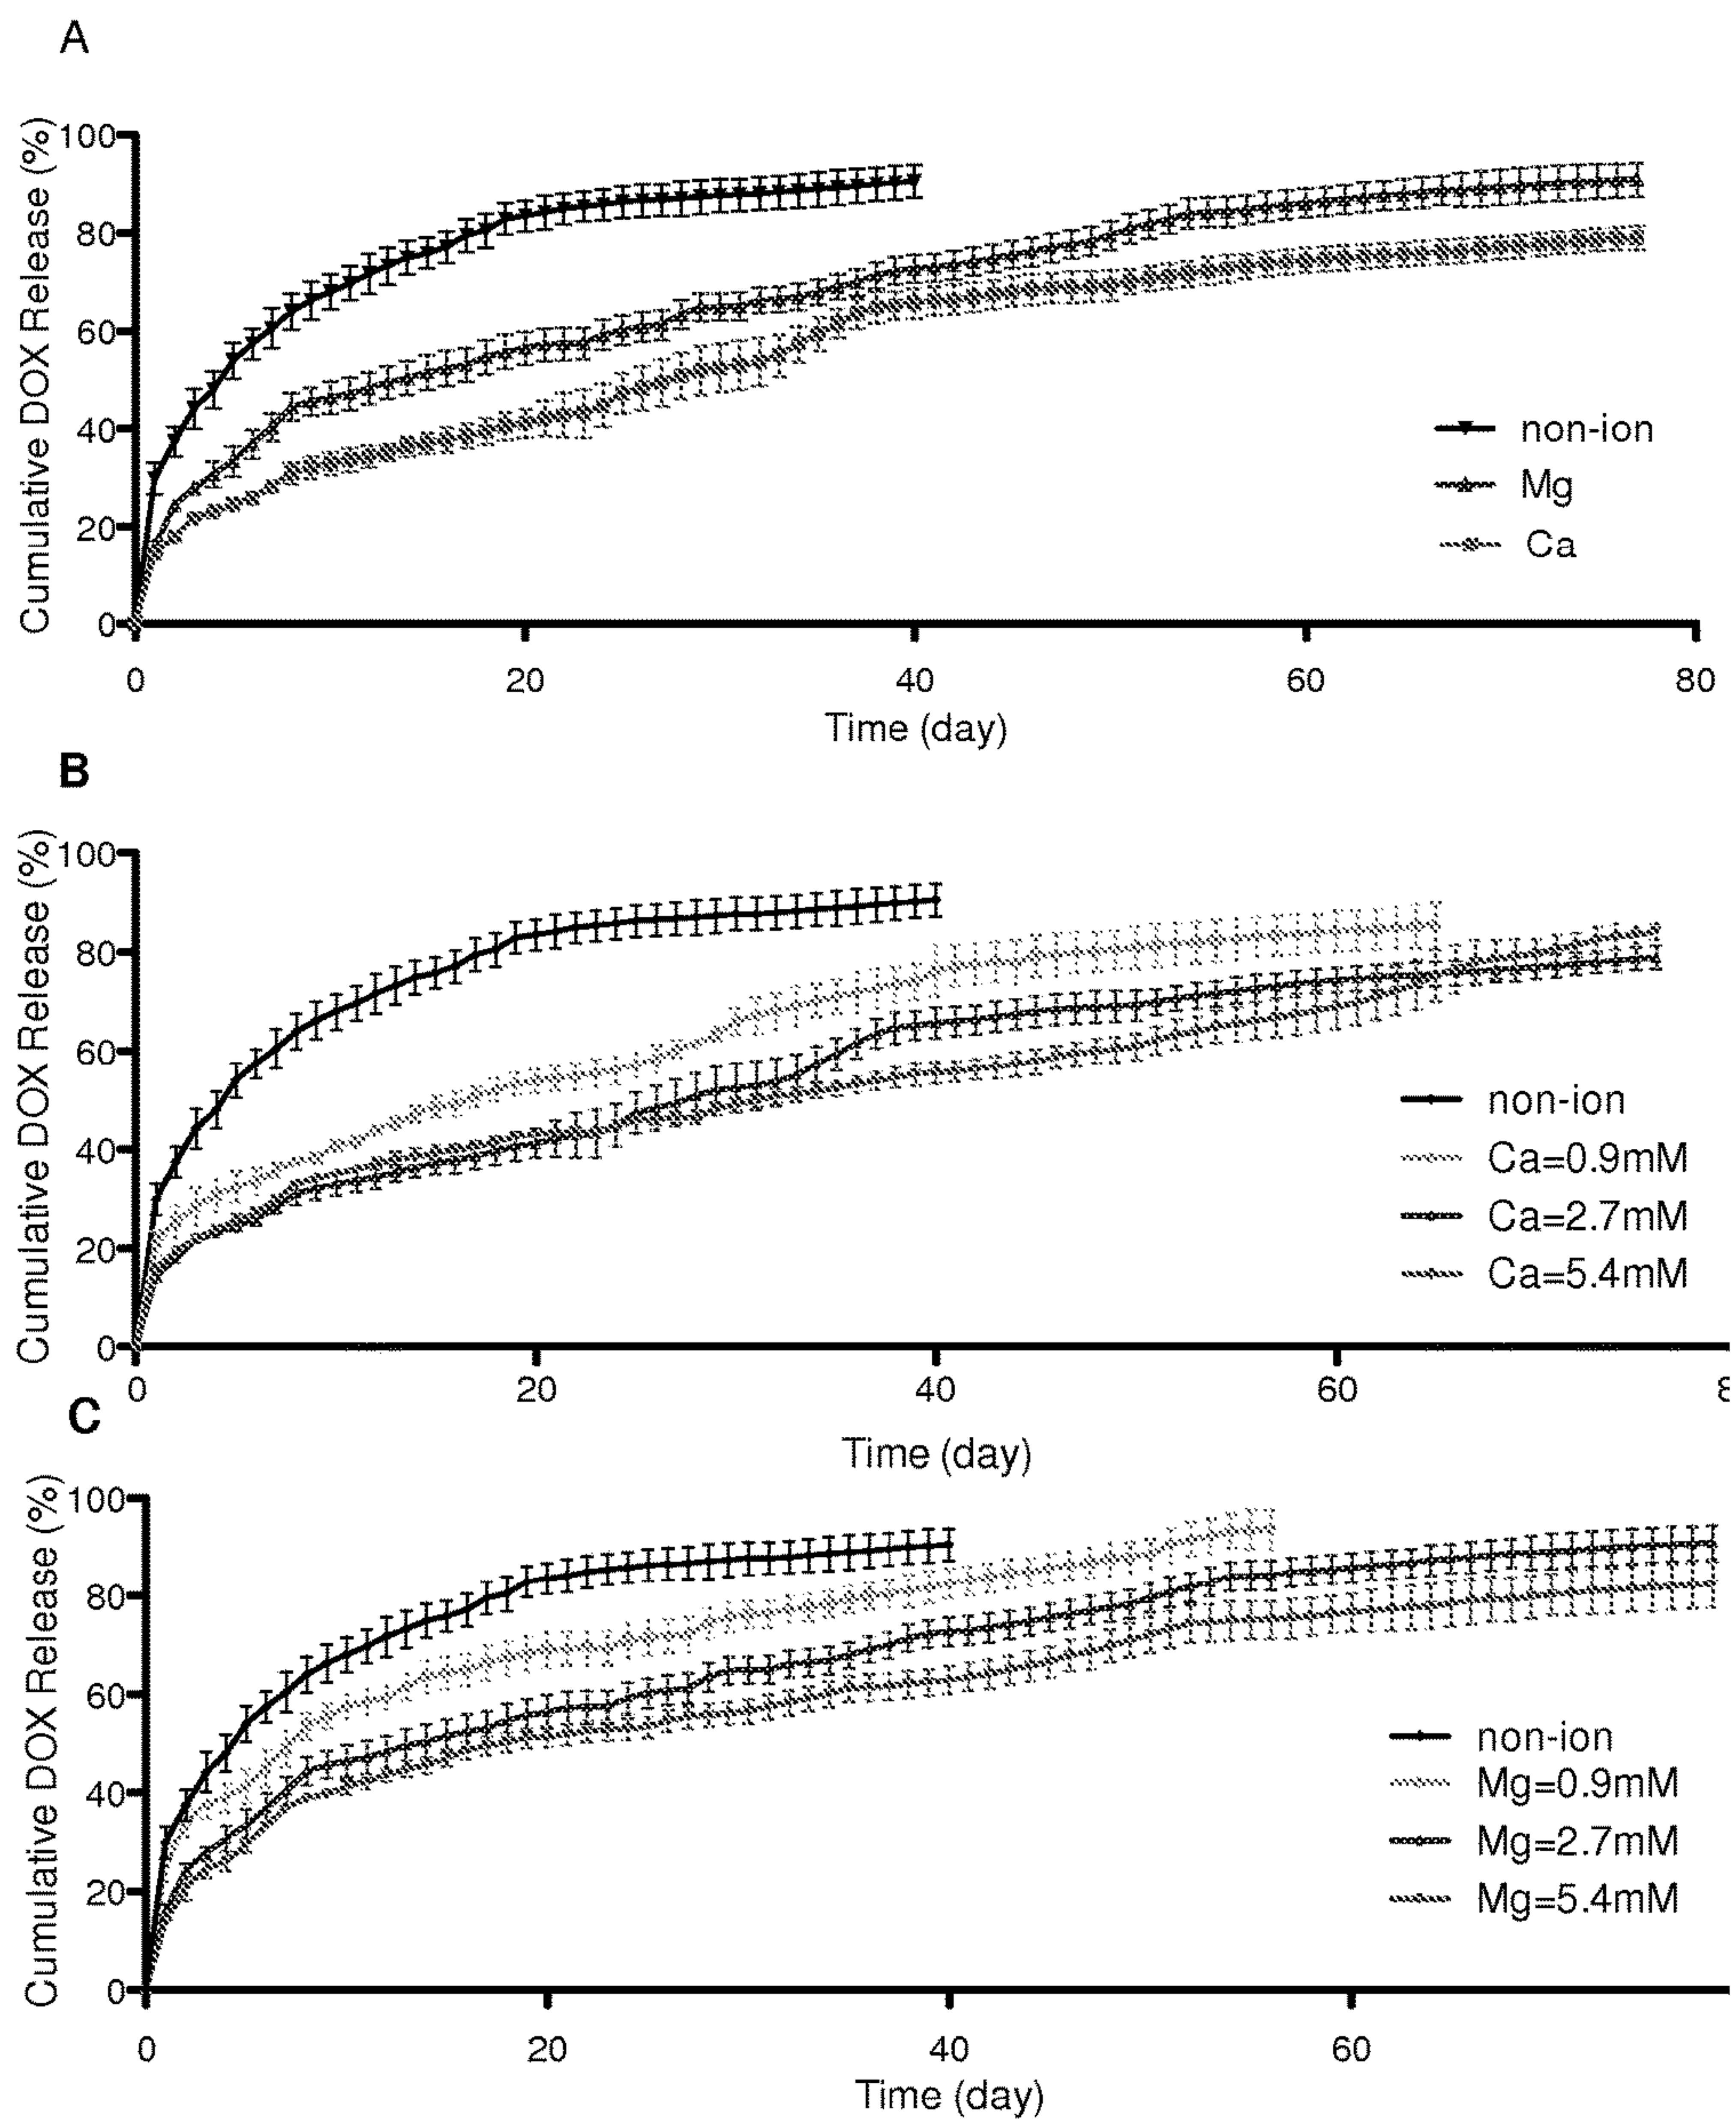 A
Cumulative DOX Release (%)
100
80
60
40
20
0
non-ion
Mg
Ca
0 20 40 60 80
Time (day)
B
Cumulative DOX Release (%)
100
80
60
40
20
0
non-ion
Ca=0.9mM
Ca=2.7mM
Ca=5.4mM
0 20 40 60
Time (day)
C
Cumulative DOX Release (%)
100
80
60
40
20
0
non-ion
Mg=0.9mM
Mg=2.7mM
Mg=5.4mM
0 20 40 60
Time (day)